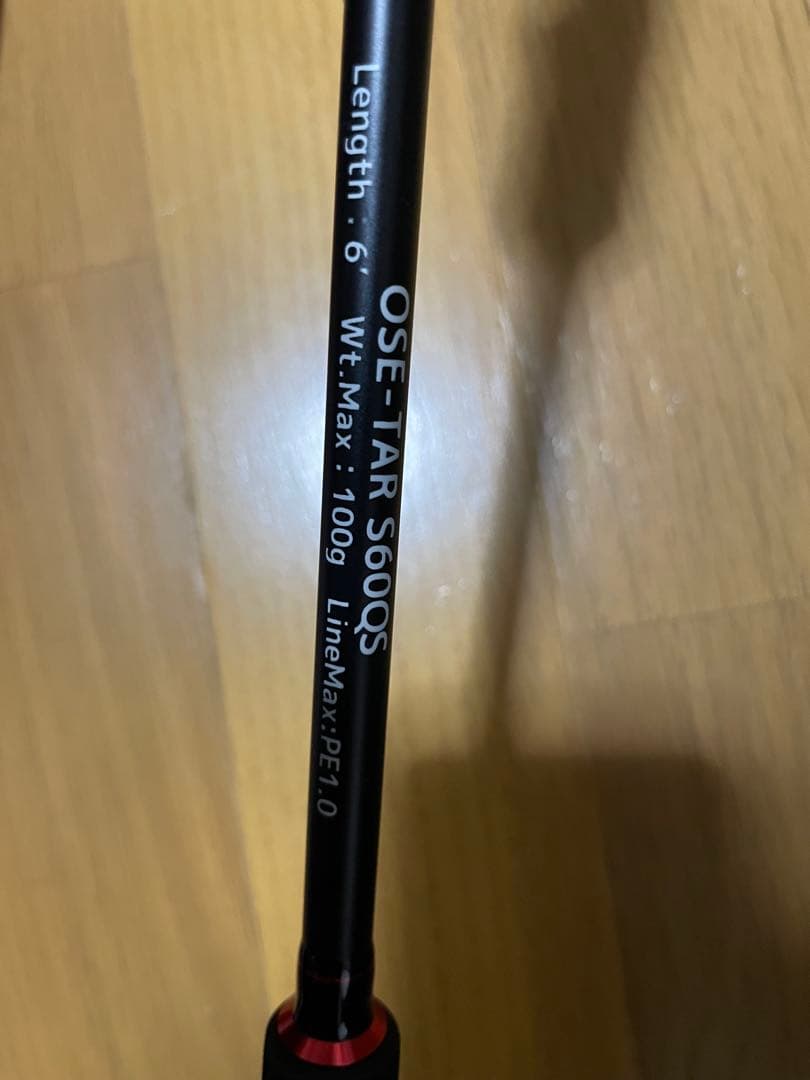 OSE-TAR S60QS
Length : 6' Wt.Max : 100g LineMax:PE1.0